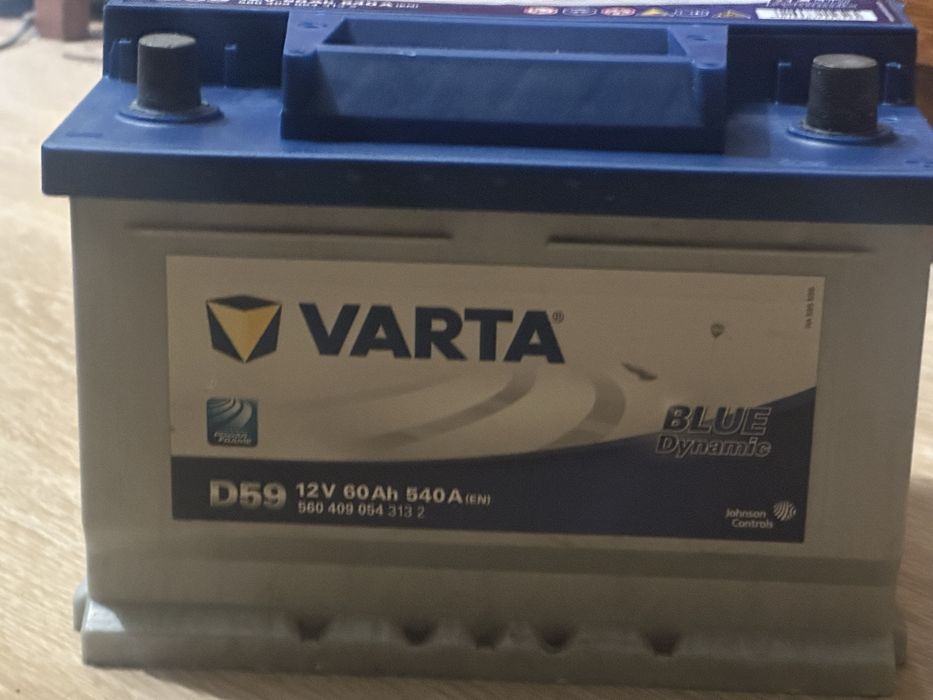 VARTA®
BLUE
Dynamic
D59 12V 60Ah 540A (EN)
560 409 054 313 2
Johnson
Controls